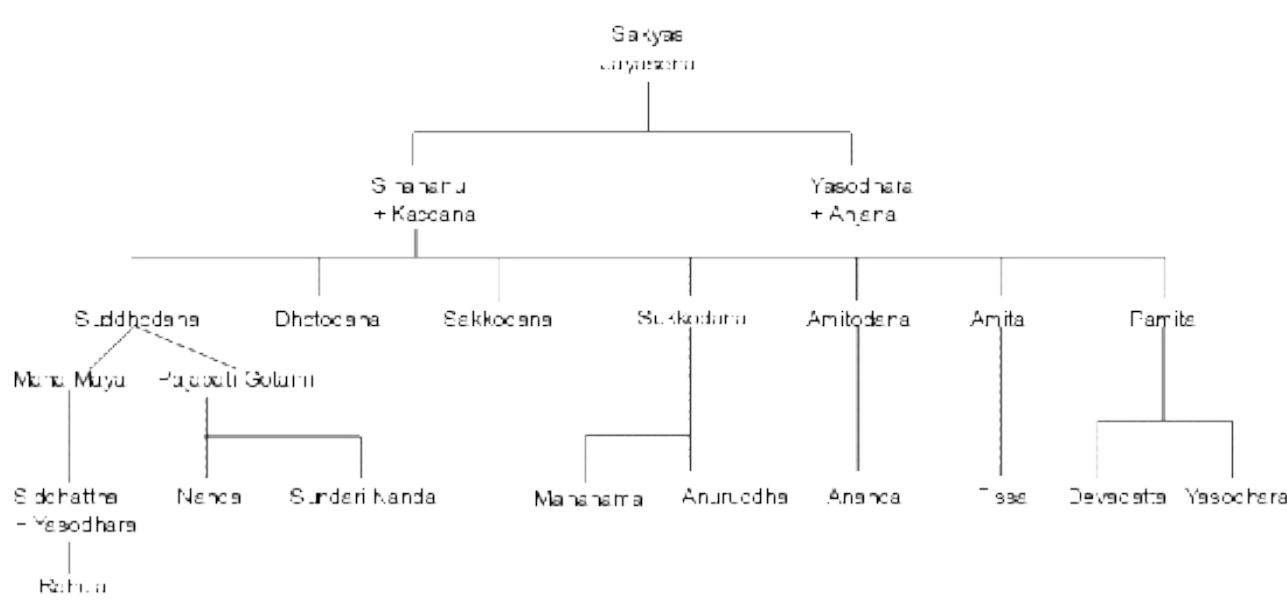 Sakyas
Jayasena
Sihahanu Yasodhara
+ Kaccana + Anjana
Suddhodana Dhotodana Sakkodana Sukkodana Amitodana Amita Pamita
Maha Maya Pajapati Gotami
Siddhattha Nanda Sundari Nanda Mahanama Anuruddha Ananda Tissa Devadatta Yasodhara
+ Yasodhara
Rahula